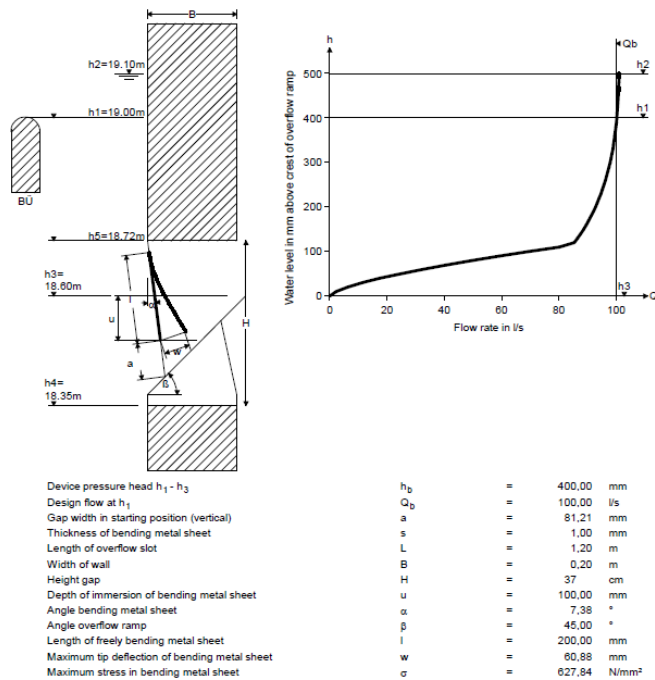 B
h2=19.10m
h1=19.00m
BÜ
h5=18.72m
h3=
18.60m
l
α
u
H
w
a
ß
h4=
18.35m
h
Qb
h2
h1
h3
Q
Water level in mm above crest of overflow ramp
500
400
300
200
100
0
0 20 40 60 80 100
Flow rate in l/s
Device pressure head h1 - h3 hb = 400,00 mm
Design flow at h1 Qb = 100,00 l/s
Gap width in starting position (vertical) a = 81,21 mm
Thickness of bending metal sheet s = 1,00 mm
Length of overflow slot L = 1,20 m
Width of wall B = 0,20 m
Height gap H = 37 cm
Depth of immersion of bending metal sheet u = 100,00 mm
Angle bending metal sheet α = 7,38 °
Angle overflow ramp β = 45,00 °
Length of freely bending metal sheet l = 200,00 mm
Maximum tip deflection of bending metal sheet w = 60,88 mm
Maximum stress in bending metal sheet σ = 627,84 N/mm²